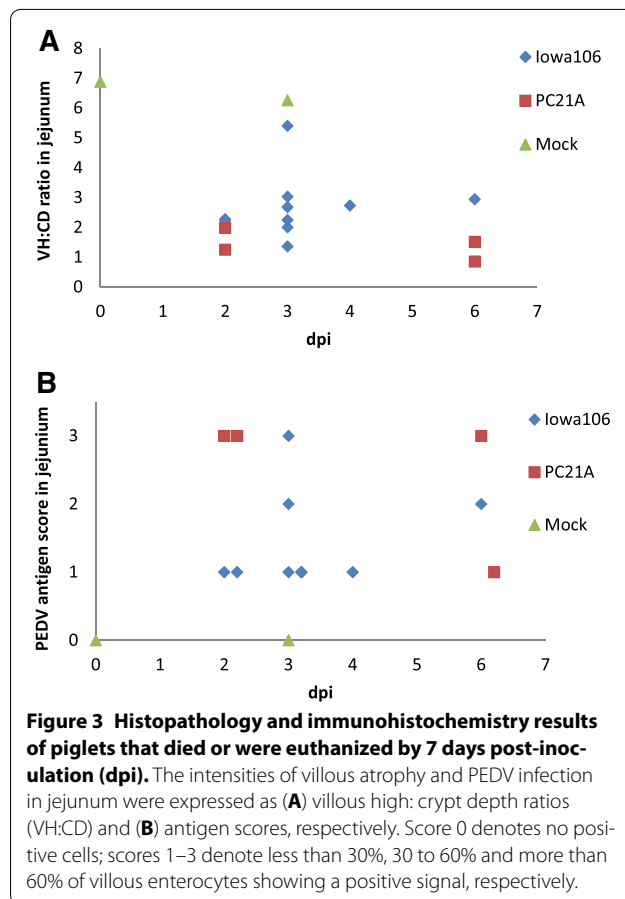 A
VH:CD ratio in jejunum
8
7
6
5
4
3
2
1
0
0 1 2 3 4 5 6 7
dpi
Iowa106
PC21A
Mock
B
PEDV antigen score in jejunium
3
2
1
0
0 1 2 3 4 5 6 7
dpi
Iowa106
PC21A
Mock
Figure 3 Histopathology and immunohistochemistry results
of piglets that died or were euthanized by 7 days post-inoc-
ulation (dpi). The intensities of villous atrophy and PEDV infection
in jejunum were expressed as (A) villous high: crypt depth ratios
(VH:CD) and (B) antigen scores, respectively. Score 0 denotes no posi-
tive cells; scores 1–3 denote less than 30%, 30 to 60% and more than
60% of villous enterocytes showing a positive signal, respectively.